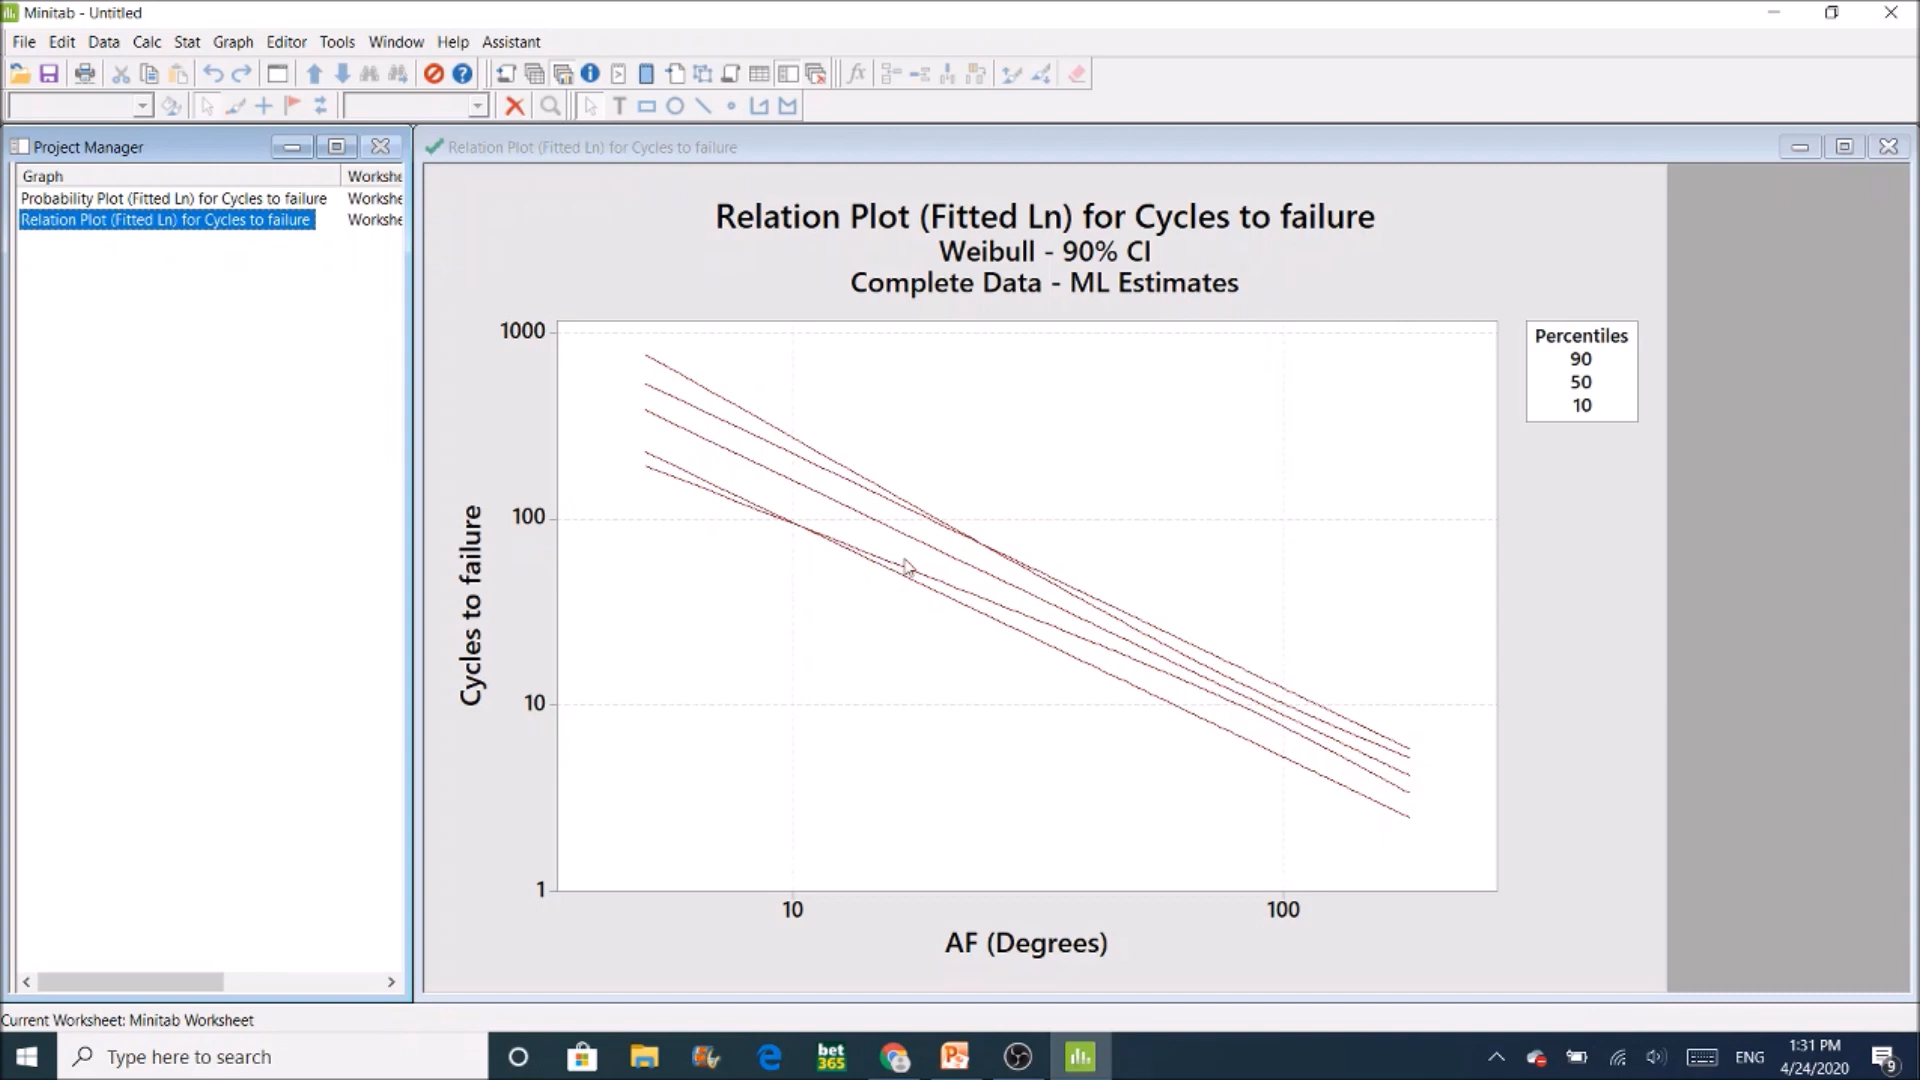 Minitab - Untitled
File Edit Data Calc Stat Graph Editor Tools Window Help Assistant
Project Manager
Graph Workshe
Probability Plot (Fitted Ln) for Cycles to failure Workshe
Relation Plot (Fitted Ln) for Cycles to failure Workshe
Relation Plot (Fitted Ln) for Cycles to failure
Relation Plot (Fitted Ln) for Cycles to failure
Weibull - 90% CI
Complete Data - ML Estimates
1000
100
10
1
Cycles to failure
10 100
AF (Degrees)
Percentiles
90
50
10
Current Worksheet: Minitab Worksheet
Type here to search
bet
365
ENG
1:31 PM
4/24/2020
9